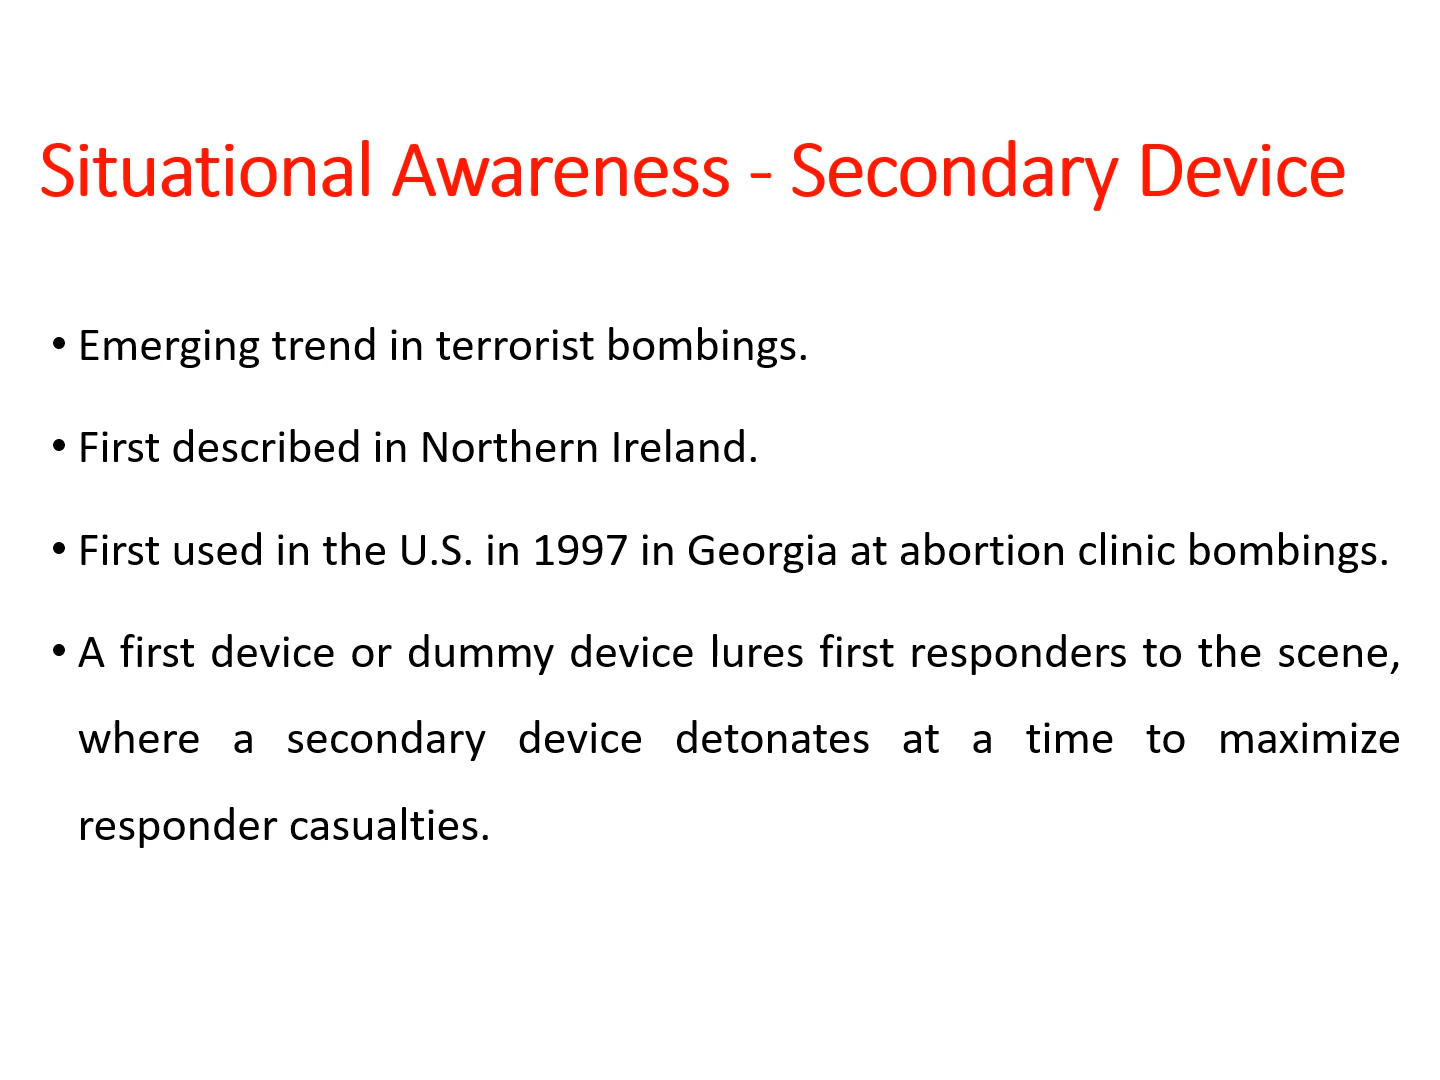 Situational Awareness - Secondary Device
• Emerging trend in terrorist bombings.
• First described in Northern Ireland.
• First used in the U.S. in 1997 in Georgia at abortion clinic bombings.
• A first device or dummy device lures first responders to the scene,
where a secondary device detonates at a time to maximize
responder casualties.